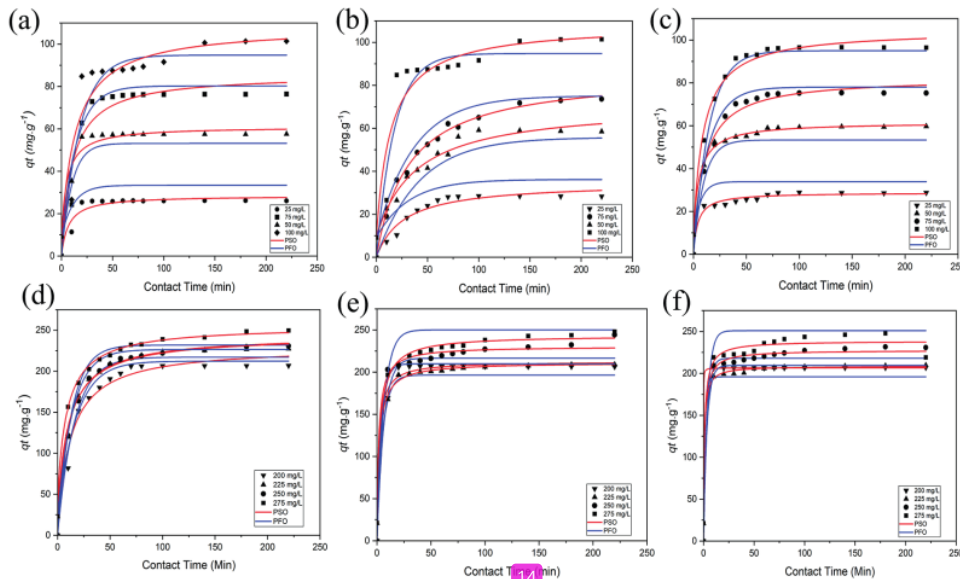 (a)
100
80
60
40
20
0
qt (mg.g⁻¹)
25 mg/L
75 mg/L
50 mg/L
100 mg/L
PSO
PFO
0 50 100 150 200 250
Contact Time (min)
(b)
100
80
60
40
20
0
qt (mg.g⁻¹)
25 mg/L
75 mg/L
50 mg/L
100 mg/L
PSO
PFO
0 50 100 150 200 250
Contact Time (min)
(c)
100
80
60
40
20
0
qt (mg.g⁻¹)
25 mg/L
50 mg/L
75 mg/L
100 mg/L
PSO
PFO
0 50 100 150 200 250
Contact Time (min)
(d)
250
200
150
100
50
0
qt (mg.g⁻¹)
200 mg/L
225 mg/L
250 mg/L
275 mg/L
PSO
PFO
0 50 100 150 200 250
Contact Time (Min)
(e)
250
200
150
100
50
0
qt (mg.g⁻¹)
200 mg/L
225 mg/L
250 mg/L
275 mg/L
PSO
PFO
0 50 100 150 200 250
Contact Time (min)
(f)
250
200
150
100
50
0
qt (mg.g⁻¹)
200 mg/L
225 mg/L
250 mg/L
275 mg/L
PSO
PFO
0 50 100 150 200 250
Contact Time (min)
14